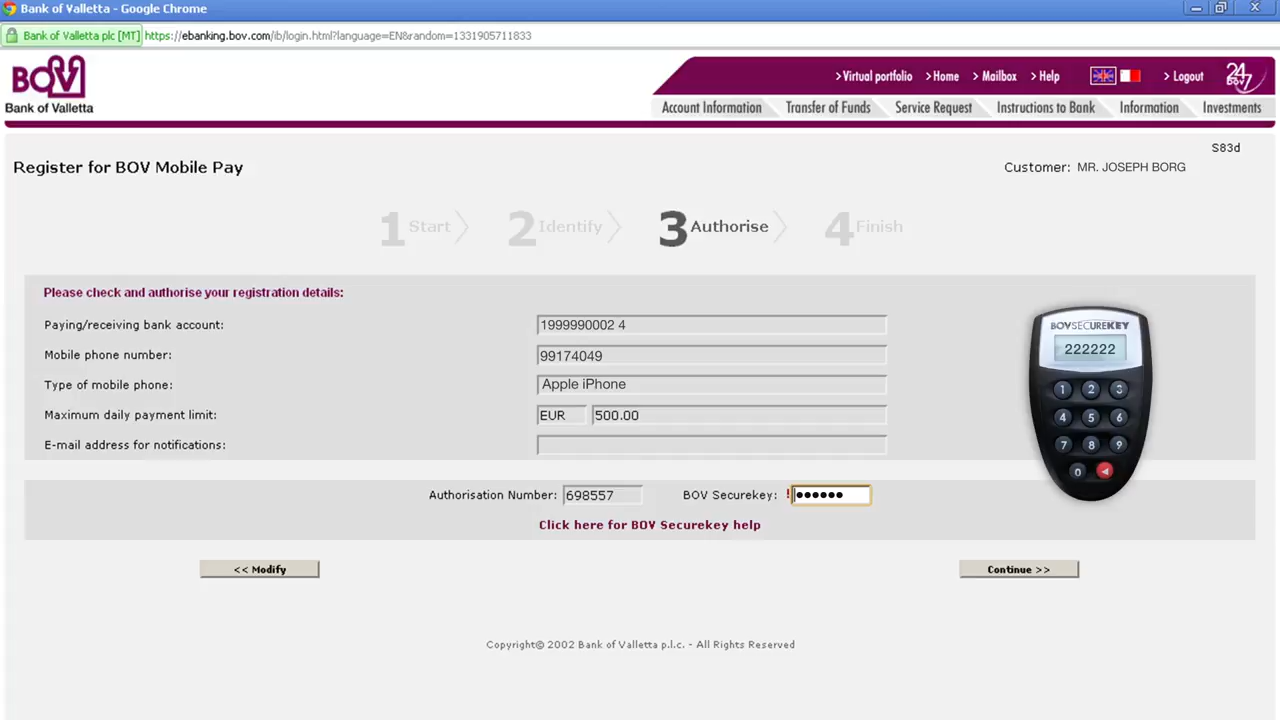 Bank of Valletta - Google Chrome
Bank of Valletta plc [MT] https://ebanking.bov.com/ib/login.html?language=EN&random=1331905711833
BOV
Bank of Valletta
>Virtual portfolio >Home > Mailbox > Help > Logout 24 BOV 7
Account Information Transfer of Funds Service Request Instructions to Bank Information Investments
S83d
Register for BOV Mobile Pay Customer: MR. JOSEPH BORG
1 Start 2 Identify 3 Authorise 4 Finish
Please check and authorise your registration details:
Paying/receiving bank account: 1999990002 4
Mobile phone number: 99174049
Type of mobile phone: Apple iPhone
Maximum daily payment limit: EUR 500.00
E-mail address for notifications:
BOVSECUREKEY
222222
1 2 3
4 5 6
7 8 9
0
Authorisation Number: 698557 BOV Securekey: !••••••
Click here for BOV Securekey help
<< Modify Continue >>
Copyright© 2002 Bank of Valletta p.l.c. - All Rights Reserved